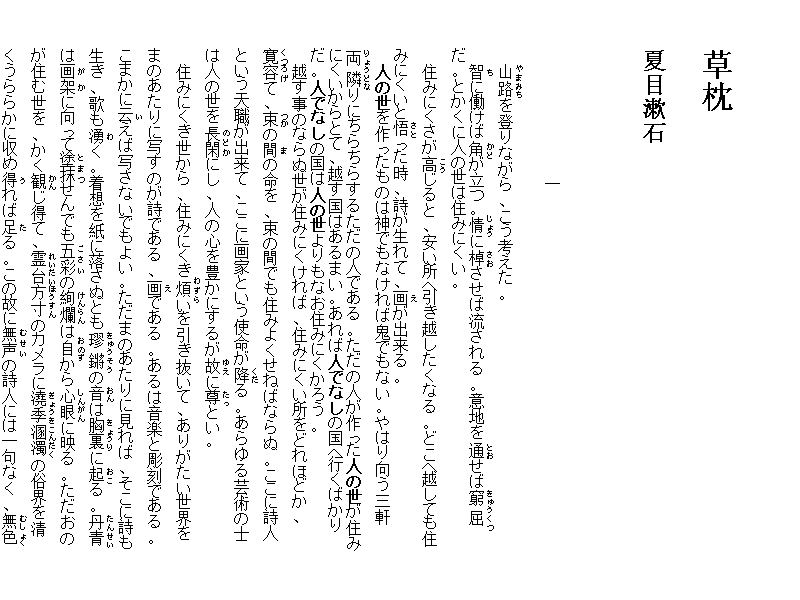 草枕
夏目漱石
一
山路を登りながら、こう考えた。
智に働けば角が立つ。情に棹させば流される。意地を通せば窮屈
だ。とかくに人の世は住みにくい。
住みにくさが高じると、安い所へ引き越したくなる。どこへ越しても住
みにくいと悟った時、詩が生れて、画が出来る。
人の世を作ったものは神でもなければ鬼でもない。やはり向う三軒
両隣りにちらちらするただの人である。ただの人が作った人の世が住み
にくいからとて、越す国はあるまい。あれば人でなしの国へ行くばかり
だ。人でなしの国は人の世よりもなお住みにくかろう。
越す事のならぬ世が住みにくければ、住みにくい所をどれほどか、
寛容て、束の間の命を、束の間でも住みよくせねばならぬ。ここに詩人
という天職が出来て、ここに画家という使命が降る。あらゆる芸術の士
は人の世を長閑にし、人の心を豊かにするが故に尊とい。
住みにくき世から、住みにくき煩いを引き抜いて、ありがたい世界を
まのあたりに写すのが詩である、画である。あるは音楽と彫刻である。
こまかに云えば写さないでもよい。ただまのあたりに見れば、そこに詩も
生き、歌も湧く。着想を紙に落さぬとも璆鏘の音は胸裏に起る。丹青
は画架に向って塗抹せんでも五彩の絢爛は自から心眼に映る。ただおの
が住む世を、かく観じ得て、霊台方寸のカメラに澆季溷濁の俗界を清
くうららかに収め得れば足る。この故に無声の詩人には一句なく、無色